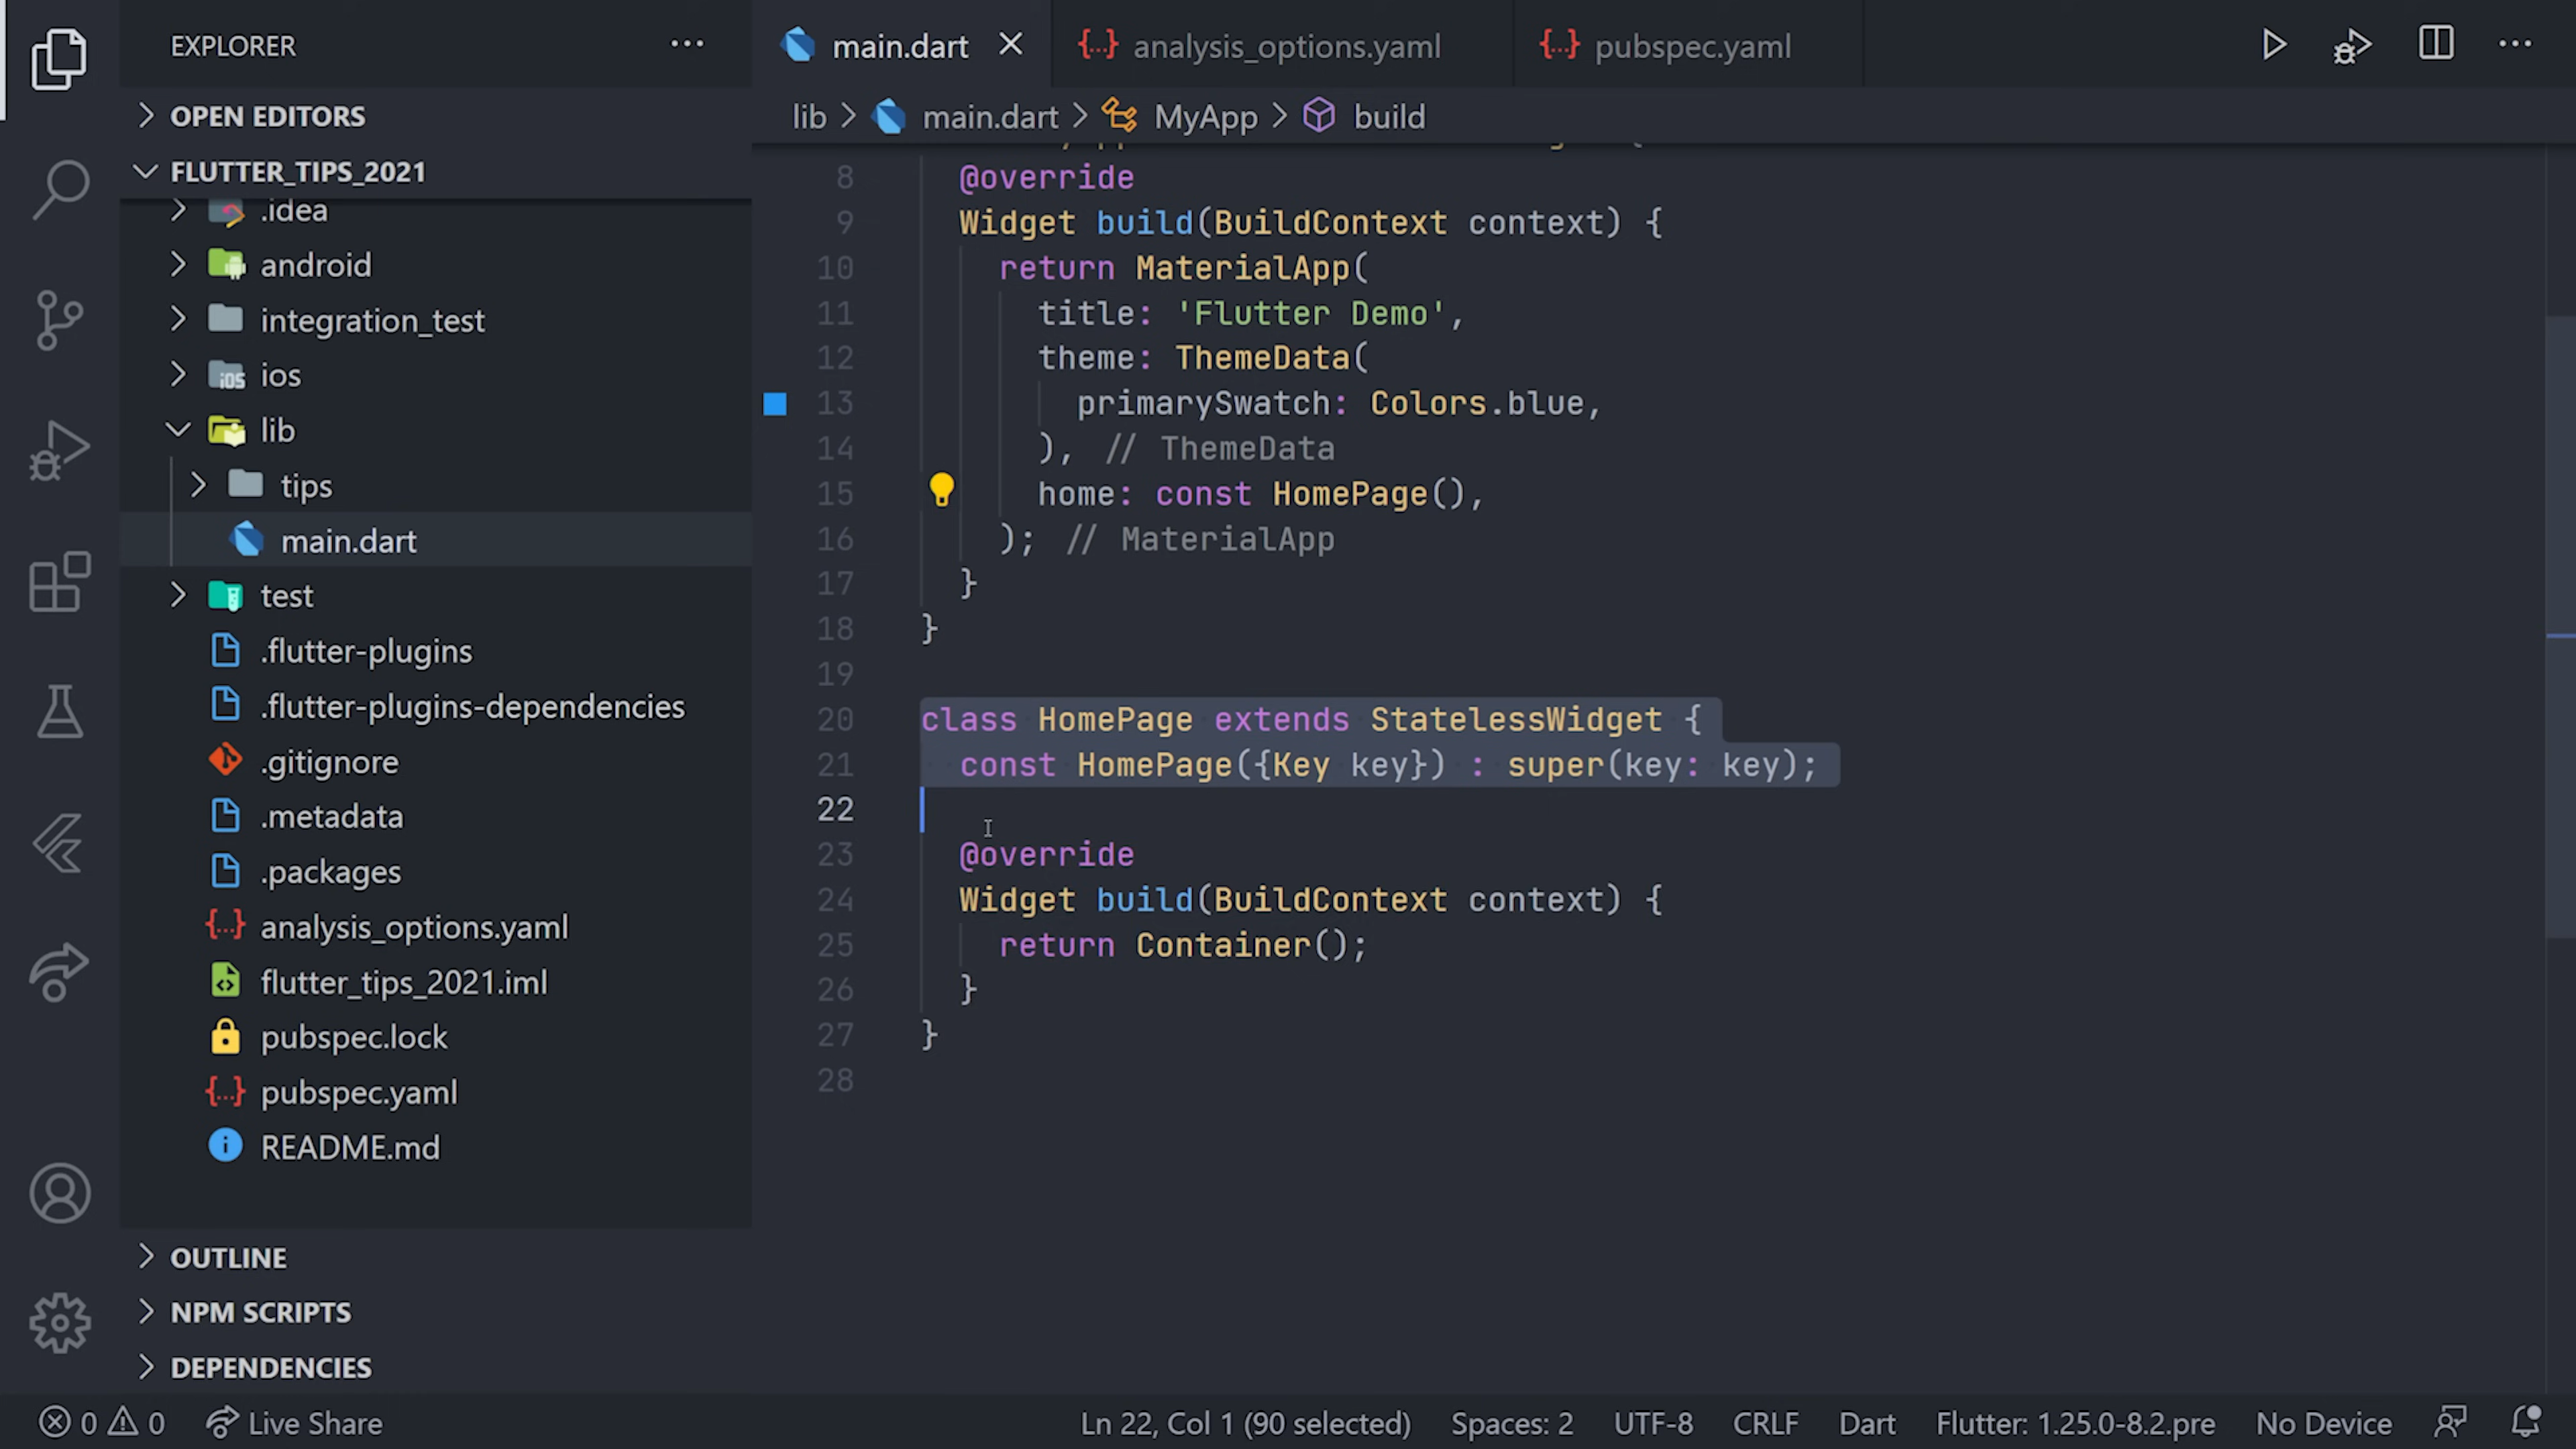 EXPLORER
OPEN EDITORS
FLUTTER_TIPS_2021
.idea
android
integration_test
ios
lib
tips
main.dart
test
.flutter-plugins
.flutter-plugins-dependencies
.gitignore
.metadata
.packages
analysis_options.yaml
flutter_tips_2021.iml
pubspec.lock
pubspec.yaml
README.md
OUTLINE
NPM SCRIPTS
DEPENDENCIES
main.dart
analysis_options.yaml
pubspec.yaml
lib > main.dart > MyApp > build
8 @override
9 Widget build(BuildContext context) {
10 return MaterialApp(
11 title: 'Flutter Demo',
12 theme: ThemeData(
13 primarySwatch: Colors.blue,
14 ), // ThemeData
15 home: const HomePage(),
16 ); // MaterialApp
17 }
18 }
19
20 class HomePage extends StatelessWidget {
21 const HomePage({Key key}) : super(key: key);
22
23 @override
24 Widget build(BuildContext context) {
25 return Container();
26 }
27 }
28
0 0 Live Share Ln 22, Col 1 (90 selected) Spaces: 2 UTF-8 CRLF Dart Flutter: 1.25.0-8.2.pre No Device